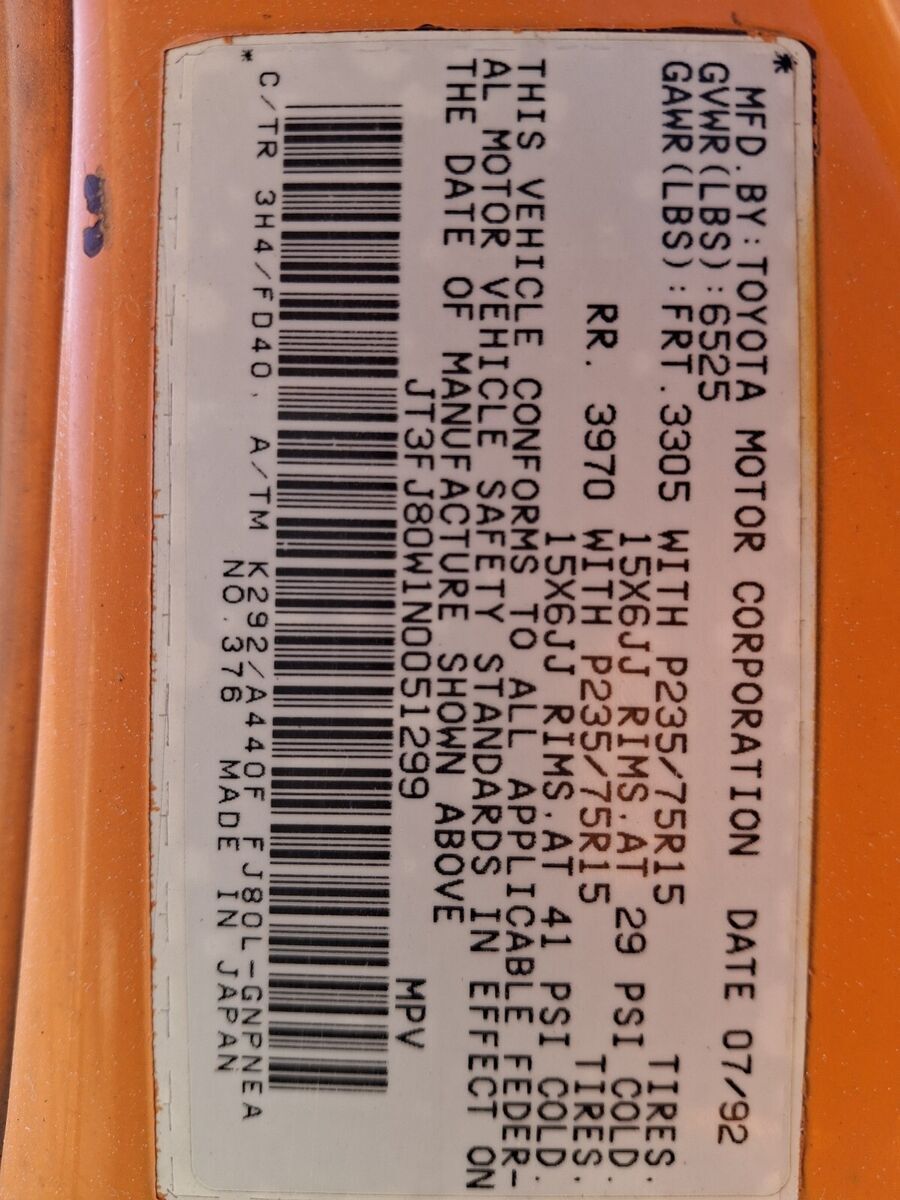 * MFD.BY:TOYOTA MOTOR CORPORATION DATE 07/92
GVWR(LBS):6525
GAWR(LBS):FRT.3305 WITH P235/75R15 TIRES.
15X6JJ RIMS.AT 29 PSI COLD.
RR. 3970 WITH P235/75R15 TIRES.
15X6JJ RIMS.AT 41 PSI COLD.
THIS VEHICLE CONFORMS TO ALL APPLICABLE FEDER-
AL MOTOR VEHICLE SAFETY STANDARDS IN EFFECT ON
THE DATE OF MANUFACTURE SHOWN ABOVE
JT3FJ80W1N0051299 MPV
* C/TR 3H4/FD40, A/TM K292/A440F FJ80L-GNPNEA
NO.376 MADE IN JAPAN